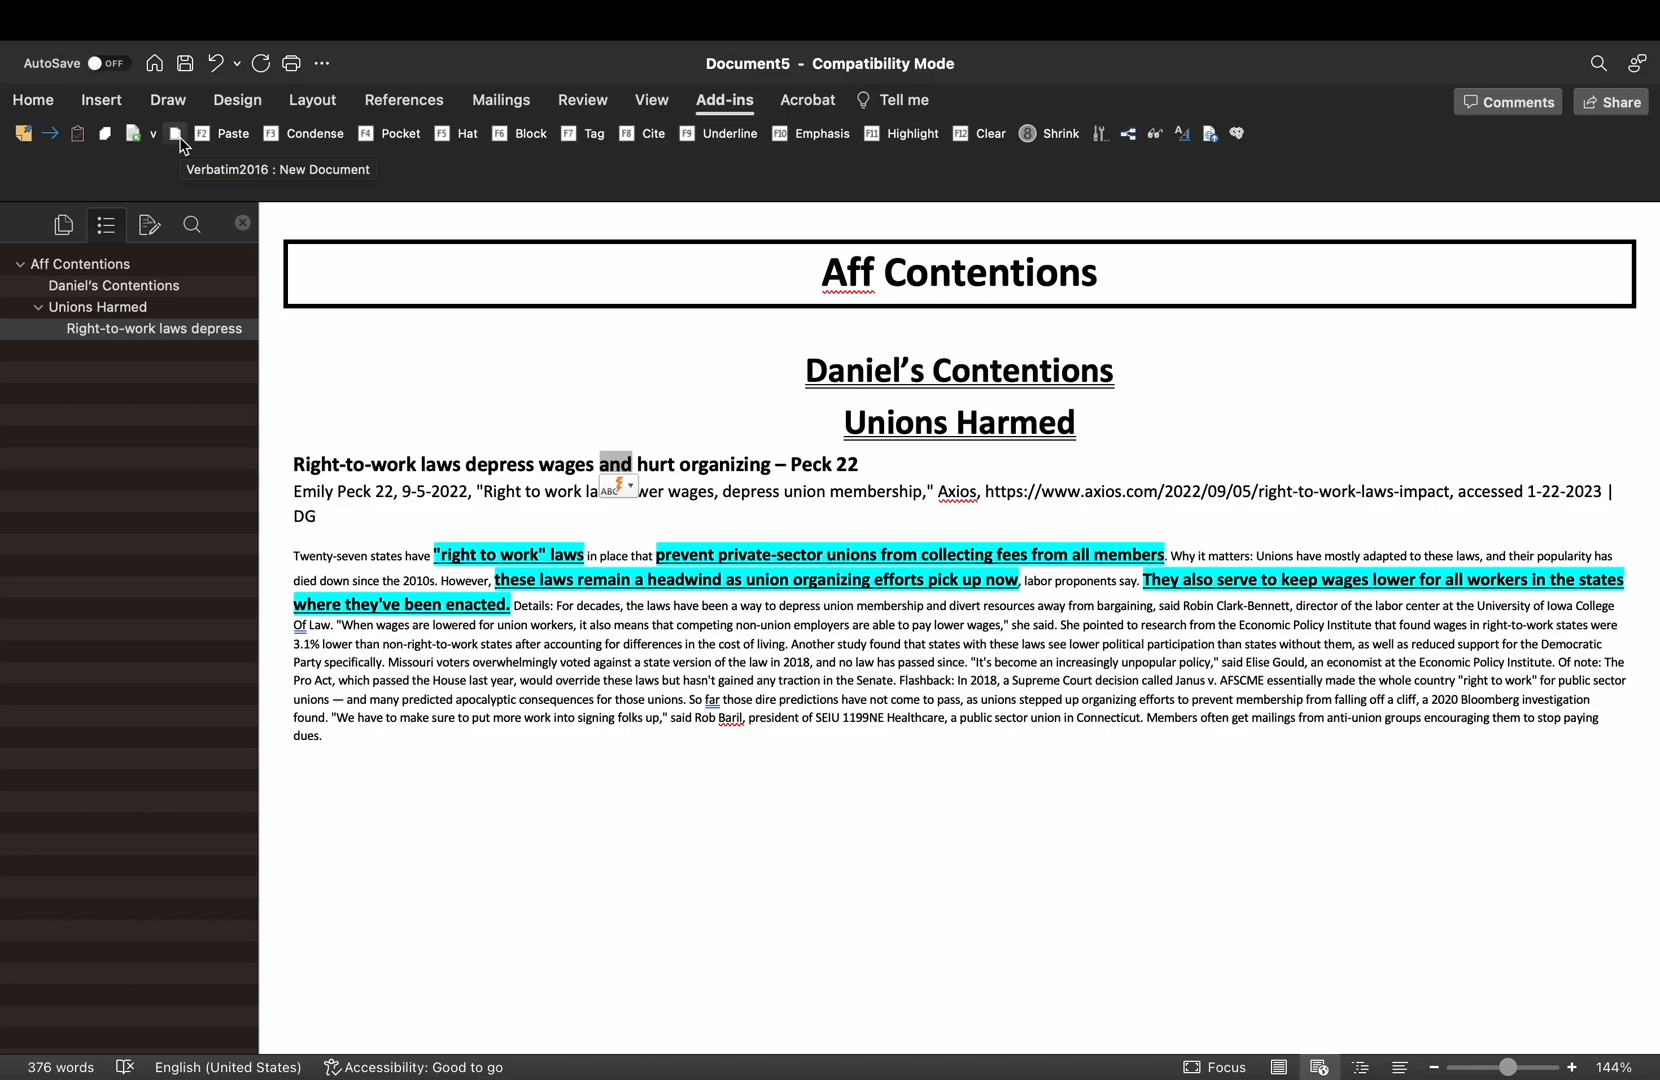 AutoSave OFF
Document5 - Compatibility Mode
Home Insert Draw Design Layout References Mailings Review View Add-ins Acrobat Tell me Comments Share
F2 Paste F3 Condense F4 Pocket F5 Hat F6 Block F7 Tag F8 Cite F9 Underline F10 Emphasis F11 Highlight F12 Clear 8 Shrink
Verbatim2016 : New Document
Aff Contentions
Daniel's Contentions
Unions Harmed
Right-to-work laws depress
Aff Contentions
Daniel's Contentions
Unions Harmed
Right-to-work laws depress wages and hurt organizing – Peck 22
Emily Peck 22, 9-5-2022, "Right to work la ABC wer wages, depress union membership," Axios, https://www.axios.com/2022/09/05/right-to-work-laws-impact, accessed 1-22-2023 |
DG
Twenty-seven states have "right to work" laws in place that prevent private-sector unions from collecting fees from all members. Why it matters: Unions have mostly adapted to these laws, and their popularity has
died down since the 2010s. However, these laws remain a headwind as union organizing efforts pick up now, labor proponents say. They also serve to keep wages lower for all workers in the states
where they've been enacted. Details: For decades, the laws have been a way to depress union membership and divert resources away from bargaining, said Robin Clark-Bennett, director of the labor center at the University of Iowa College
Of Law. "When wages are lowered for union workers, it also means that competing non-union employers are able to pay lower wages," she said. She pointed to research from the Economic Policy Institute that found wages in right-to-work states were
3.1% lower than non-right-to-work states after accounting for differences in the cost of living. Another study found that states with these laws see lower political participation than states without them, as well as reduced support for the Democratic
Party specifically. Missouri voters overwhelmingly voted against a state version of the law in 2018, and no law has passed since. "It's become an increasingly unpopular policy," said Elise Gould, an economist at the Economic Policy Institute. Of note: The
Pro Act, which passed the House last year, would override these laws but hasn't gained any traction in the Senate. Flashback: In 2018, a Supreme Court decision called Janus v. AFSCME essentially made the whole country "right to work" for public sector
unions — and many predicted apocalyptic consequences for those unions. So far those dire predictions have not come to pass, as unions stepped up organizing efforts to prevent membership from falling off a cliff, a 2020 Bloomberg investigation
found. "We have to make sure to put more work into signing folks up," said Rob Baril, president of SEIU 1199NE Healthcare, a public sector union in Connecticut. Members often get mailings from anti-union groups encouraging them to stop paying
dues.
376 words English (United States) Accessibility: Good to go Focus 144%